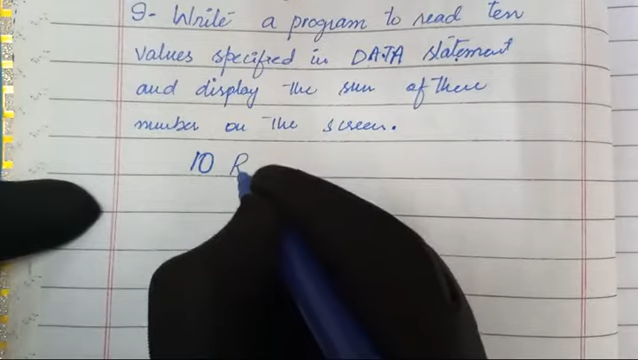 9- Write a program to read ten
values specified in DATA statement
and display the sum of these
number on the screen.
10 R